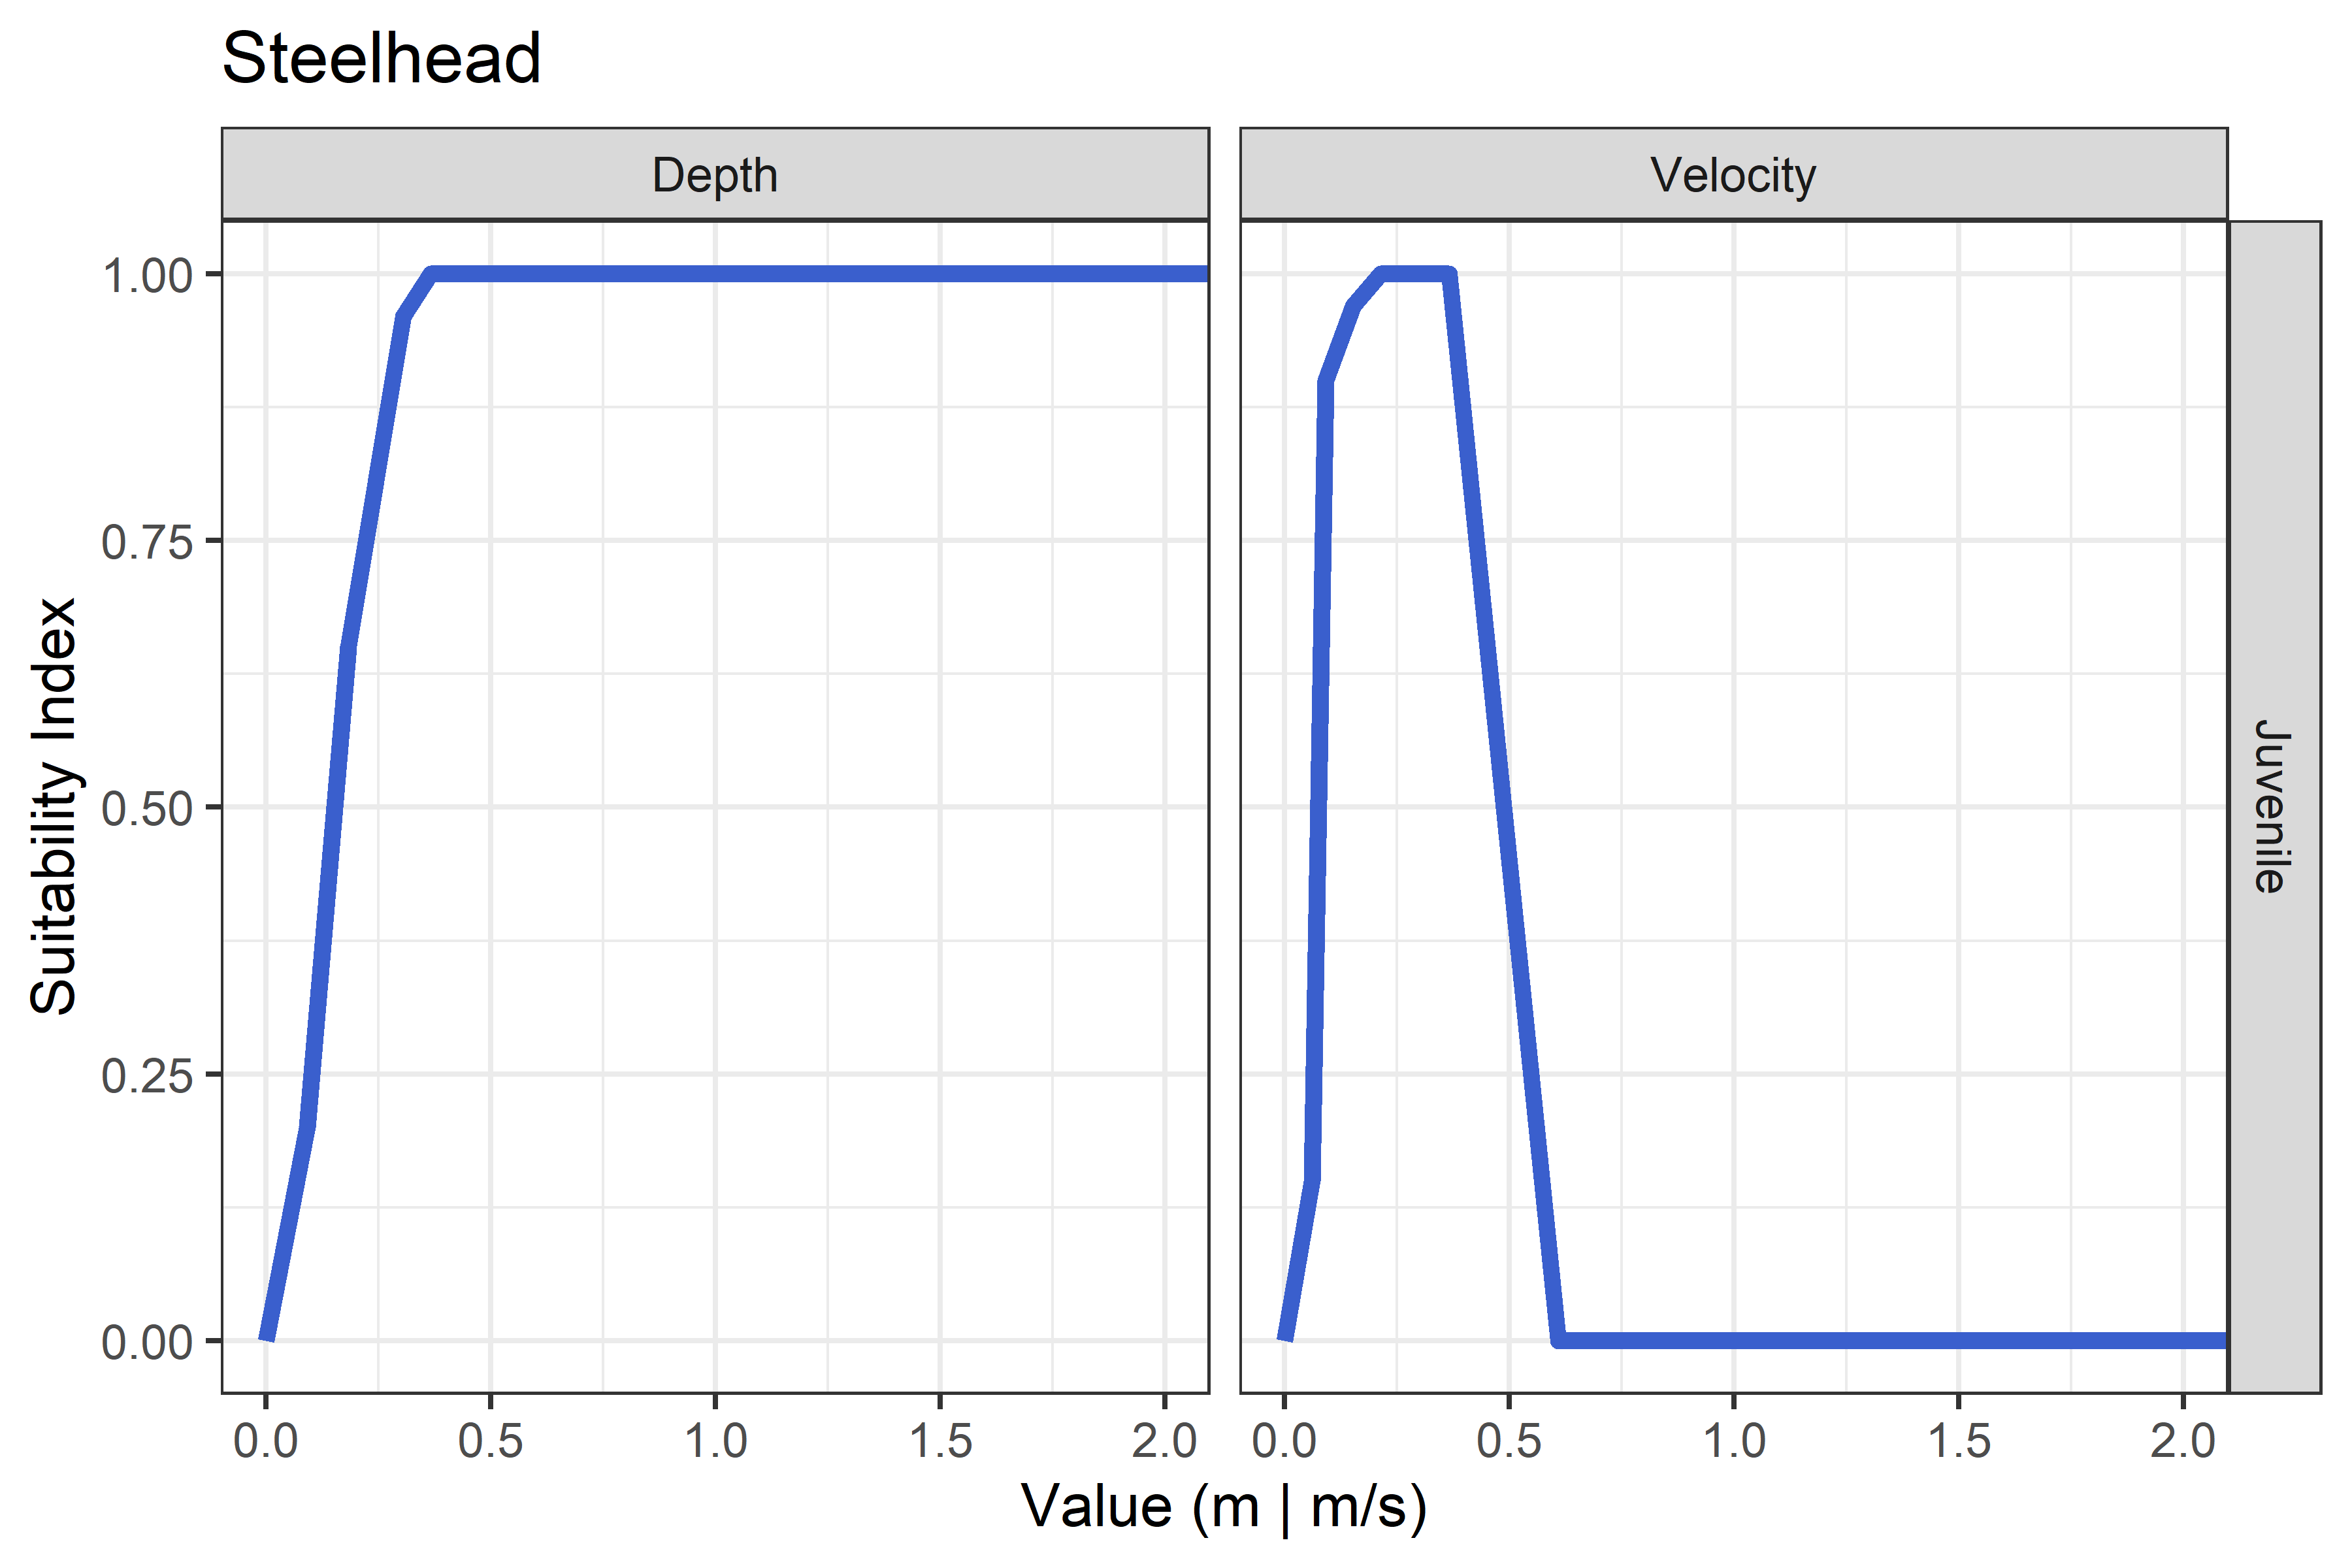 Steelhead
Depth
Velocity
Suitability Index
1.00
0.75
0.50
0.25
0.00
Juvenile
0.0 0.5 1.0 1.5 2.0
0.0 0.5 1.0 1.5 2.0
Value (m | m/s)